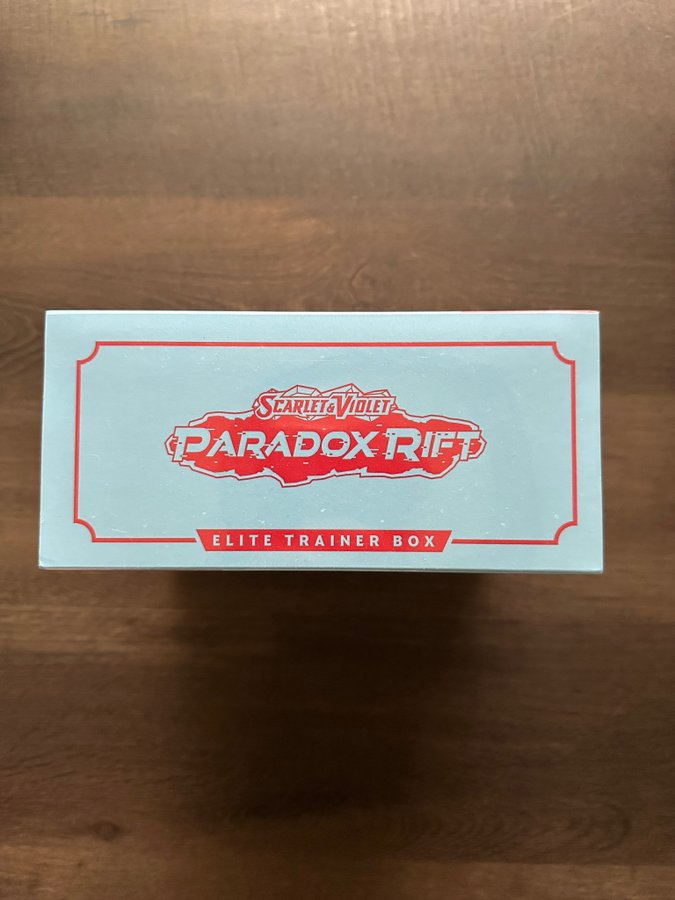 SCARLET & VIOLET
PARADOX RIFT
ELITE TRAINER BOX